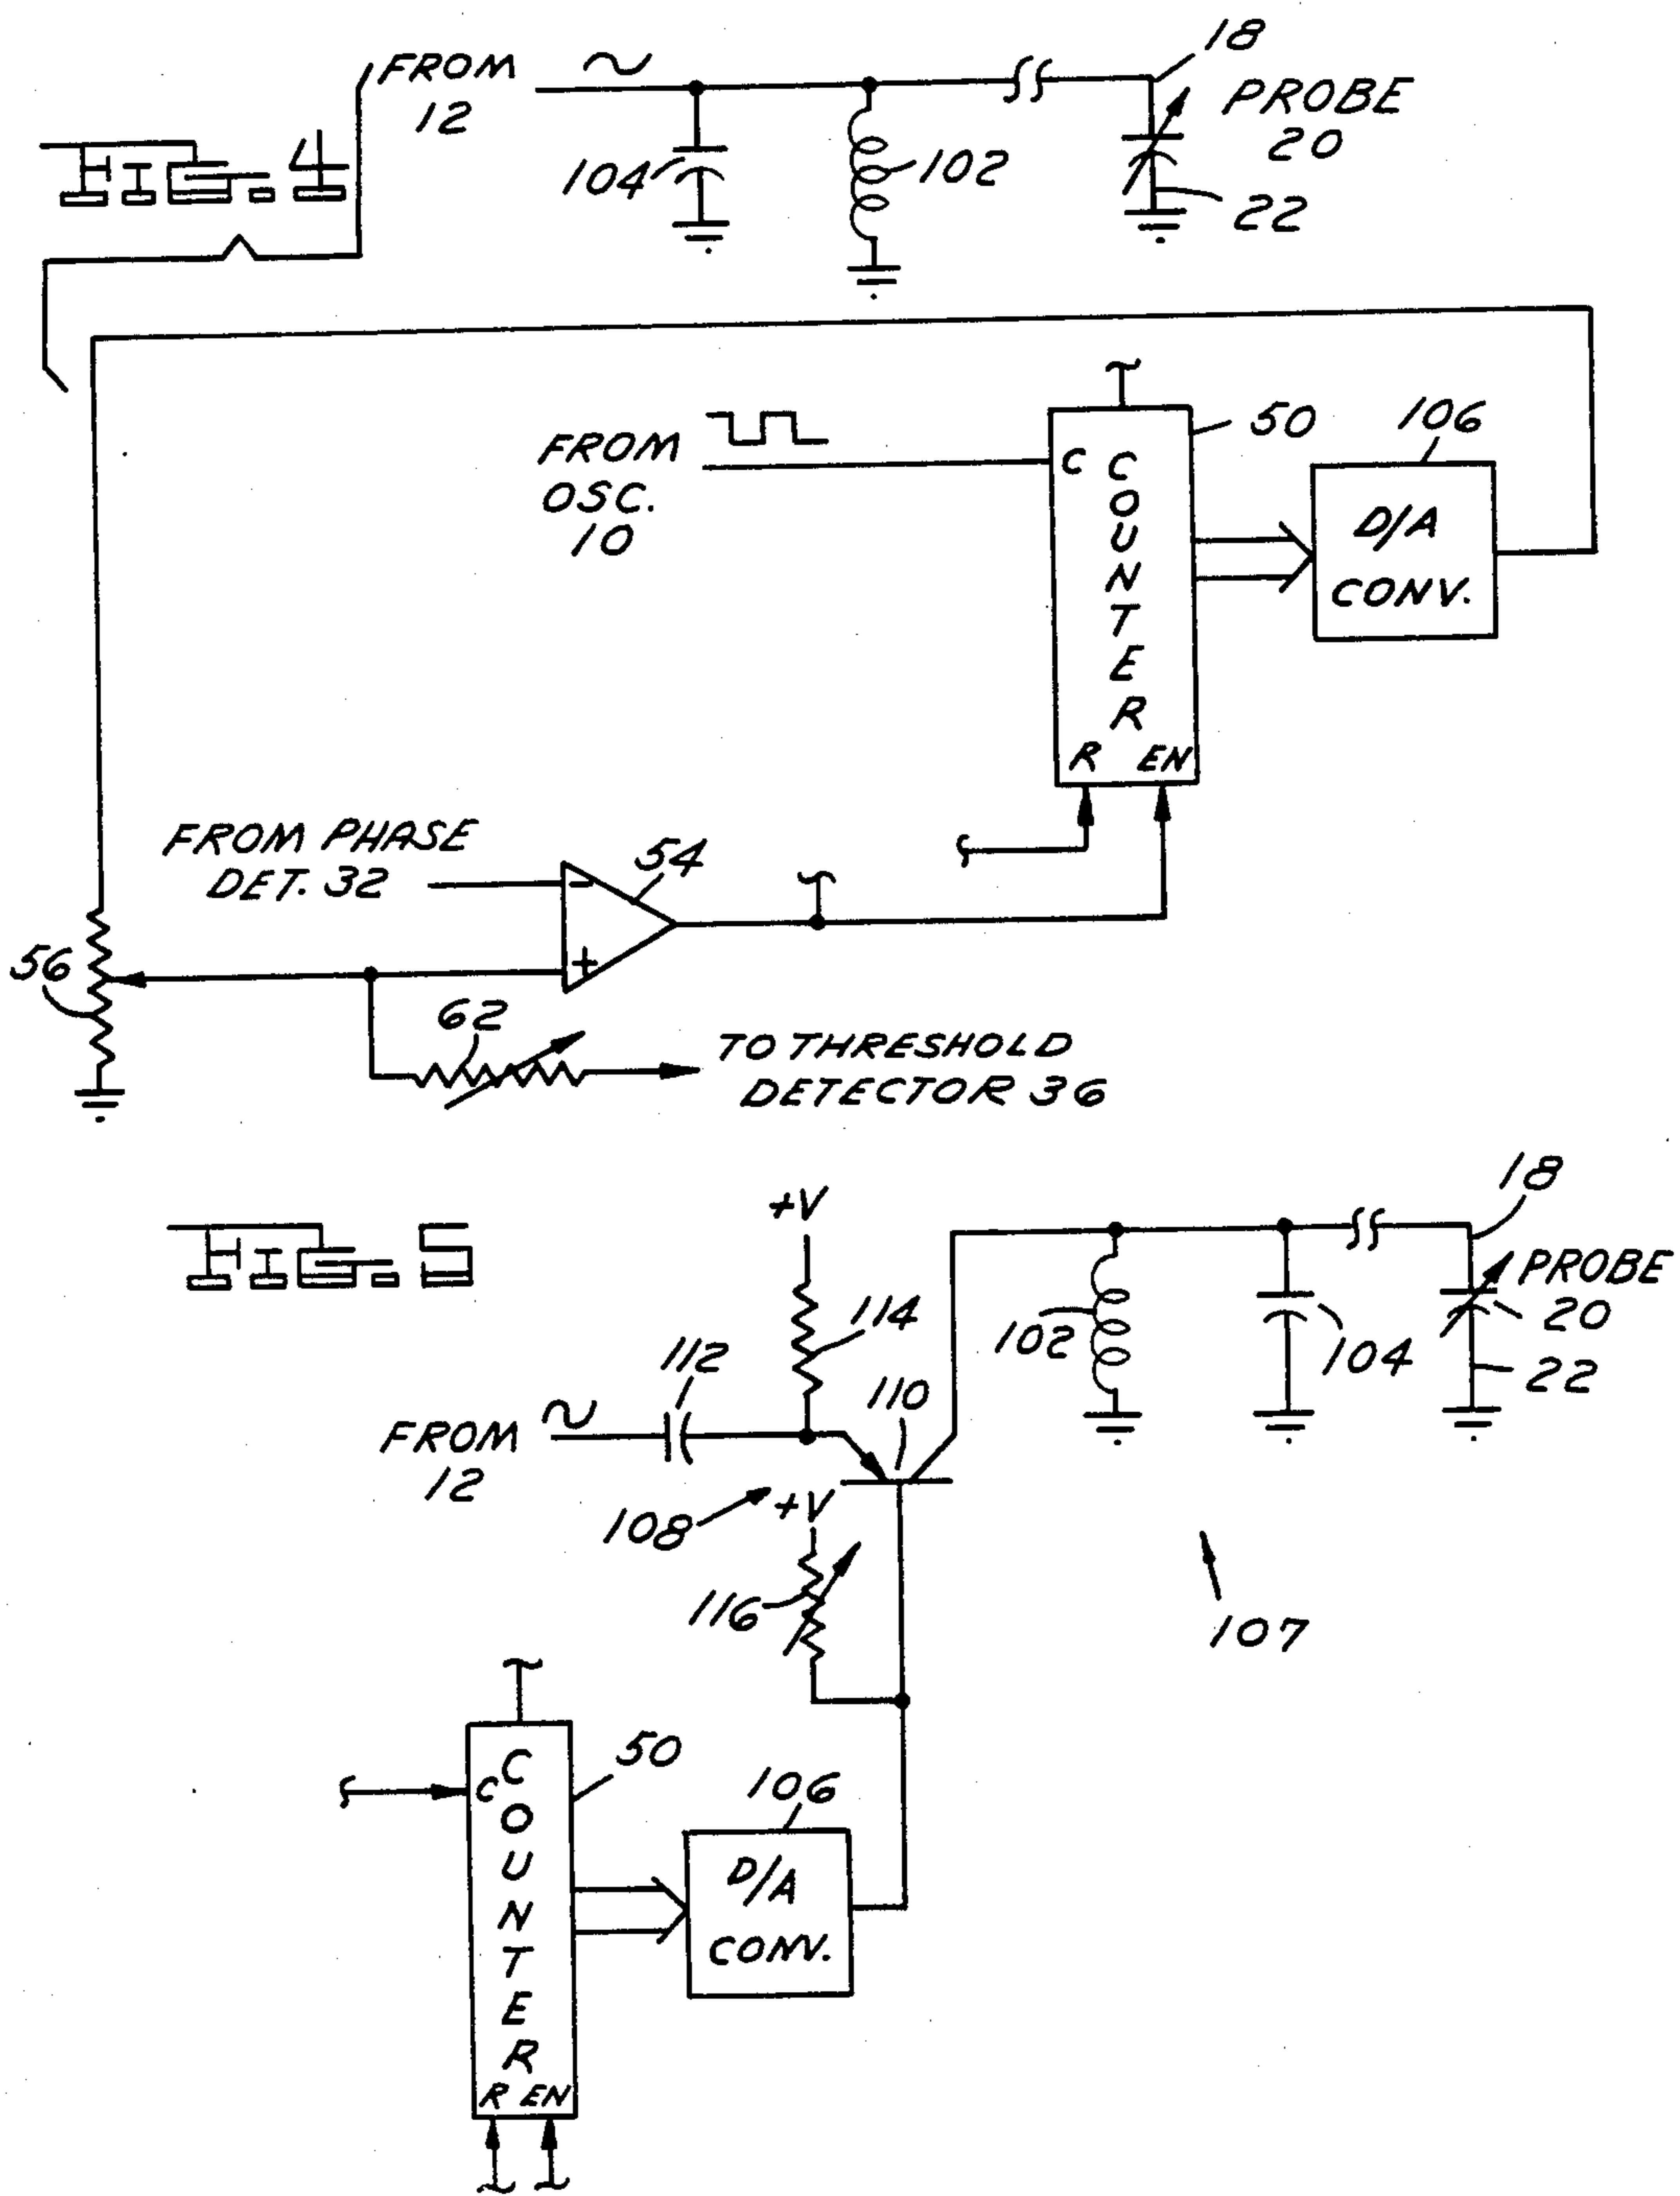 FIG. 4
FROM
12
18
PROBE
20
22
104
102
FROM
OSC.
10
C
COUNTER
R EN
50
106
D/A
CONV.
FROM PHASE
DET. 32
-
+
54
56
62
TO THRESHOLD
DETECTOR 36
FIG. 5
+V
114
112
110
FROM
12
108
+V
116
102
104
18
PROBE
20
22
107
C
COUNTER
R EN
50
106
D/A
CONV.